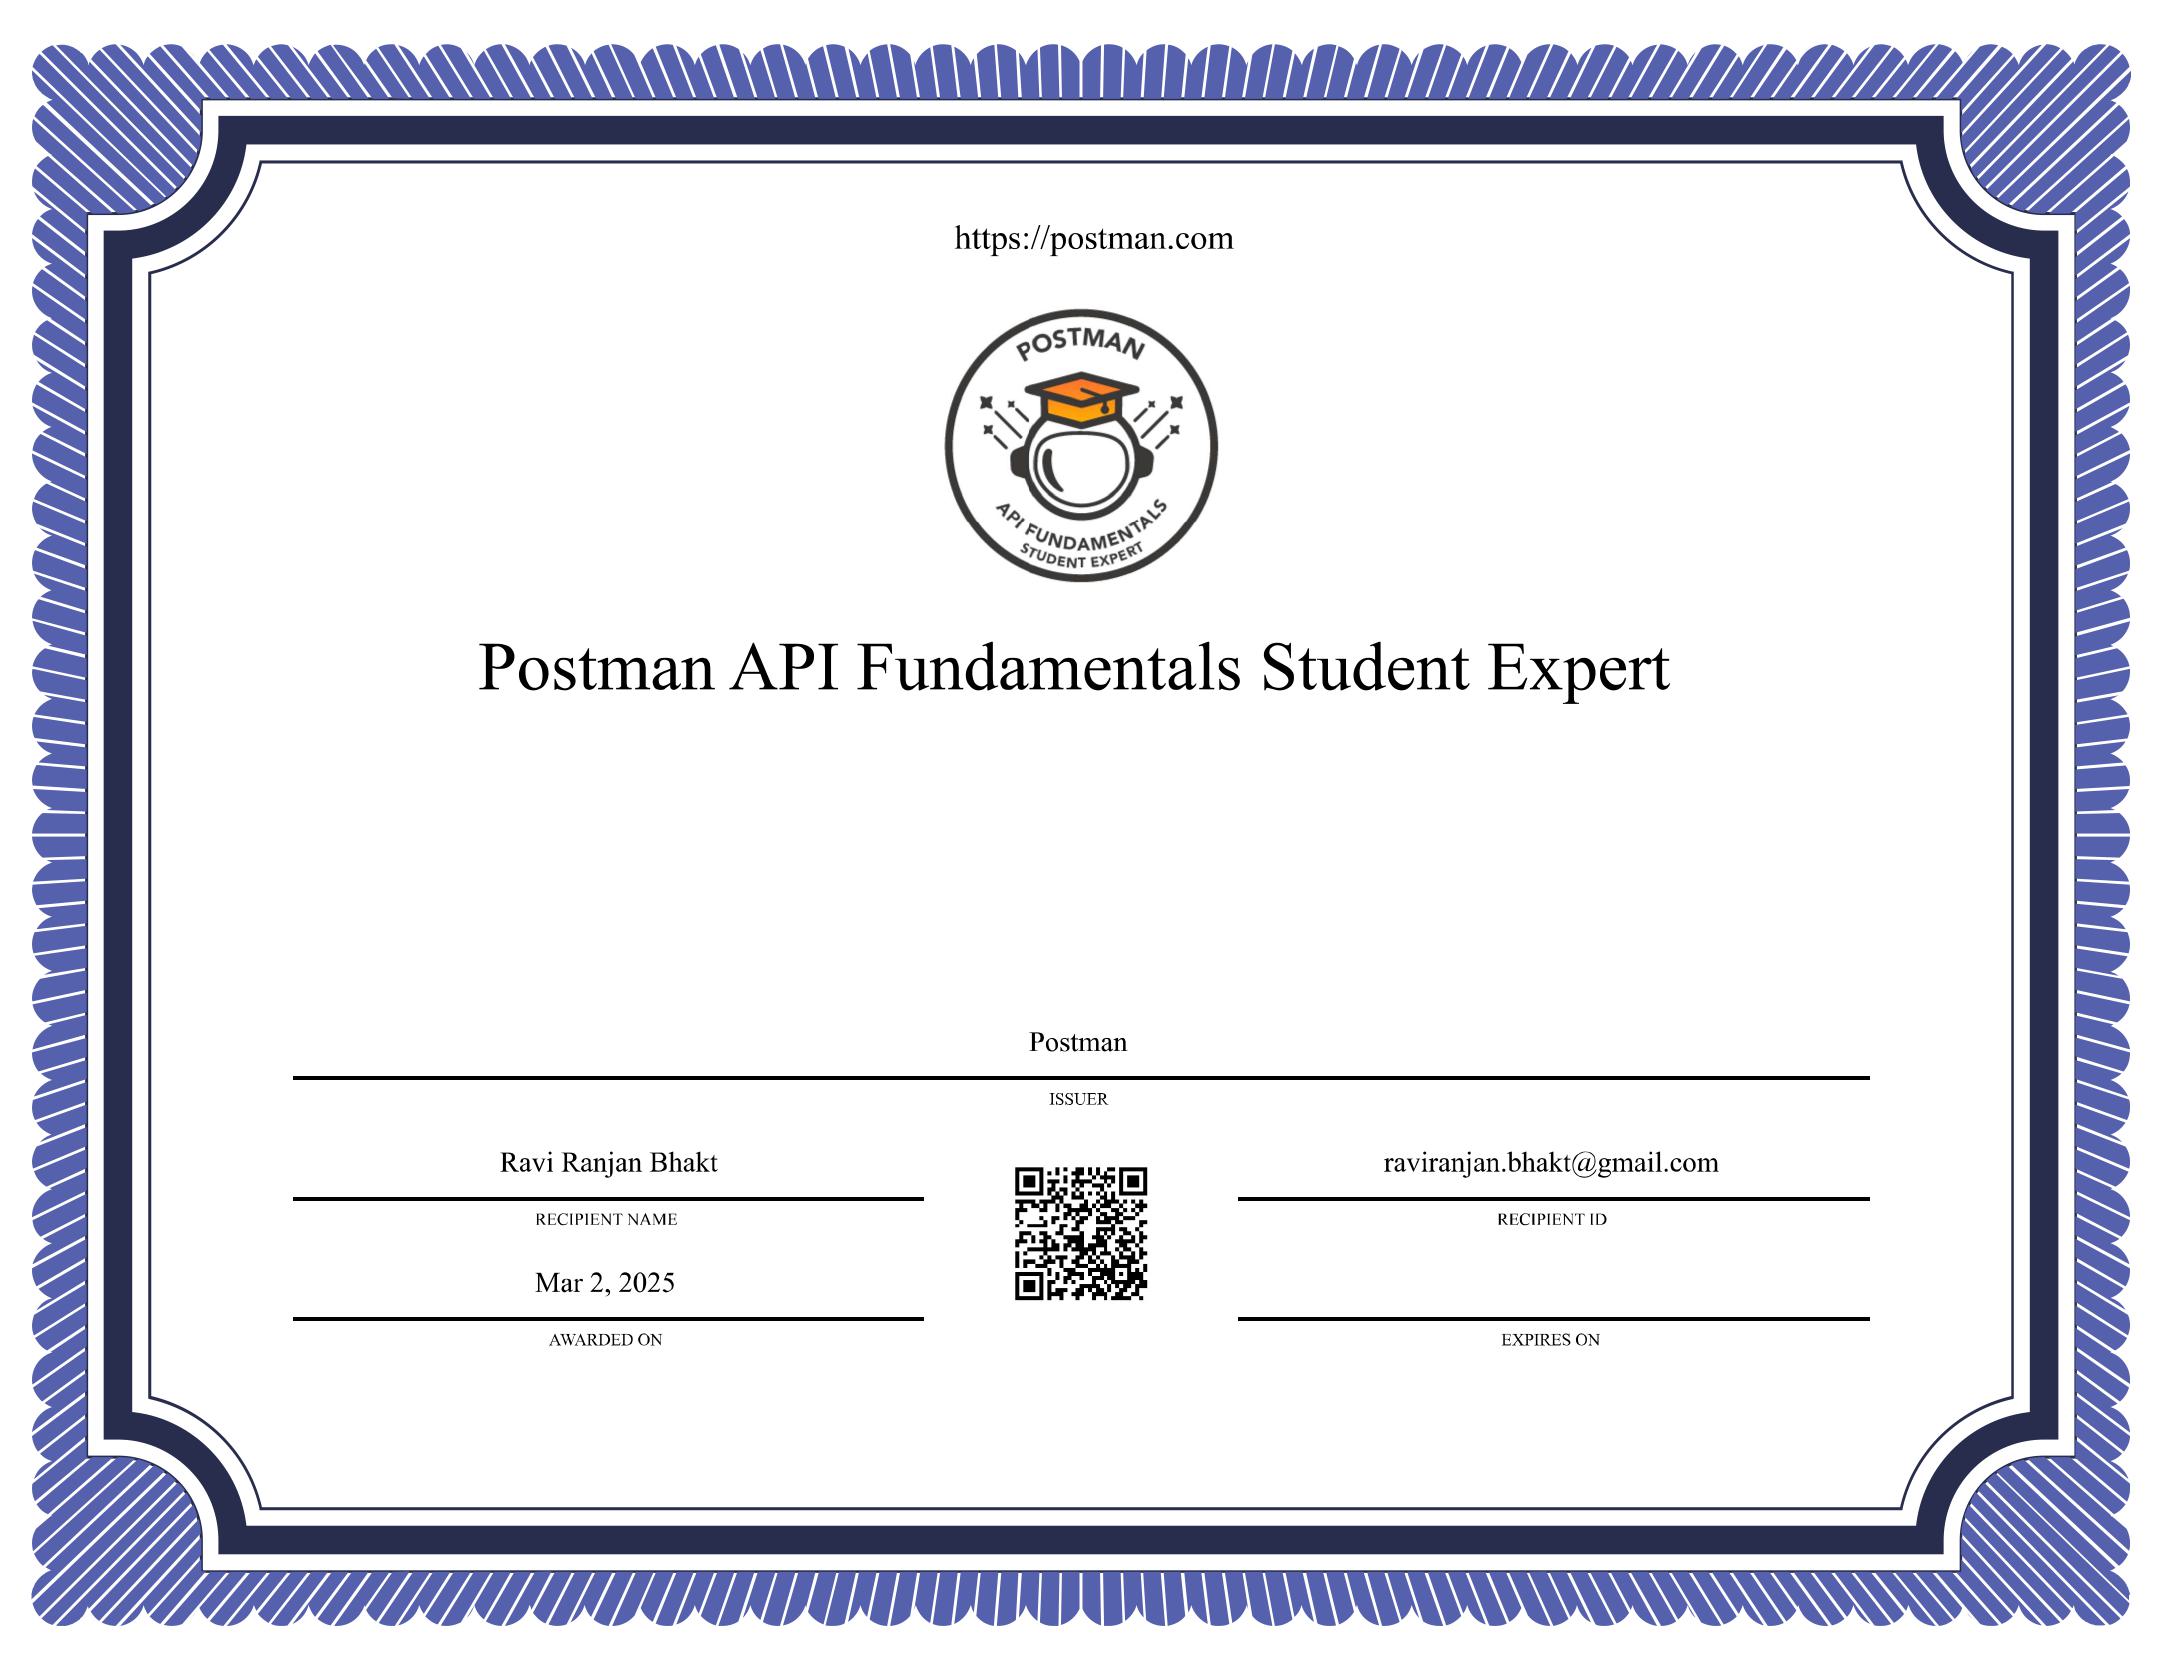 https://postman.com
POSTMAN
API FUNDAMENTALS
STUDENT EXPERT
Postman API Fundamentals Student Expert
Postman
ISSUER
Ravi Ranjan Bhakt
RECIPIENT NAME
raviranjan.bhakt@gmail.com
RECIPIENT ID
Mar 2, 2025
AWARDED ON
EXPIRES ON